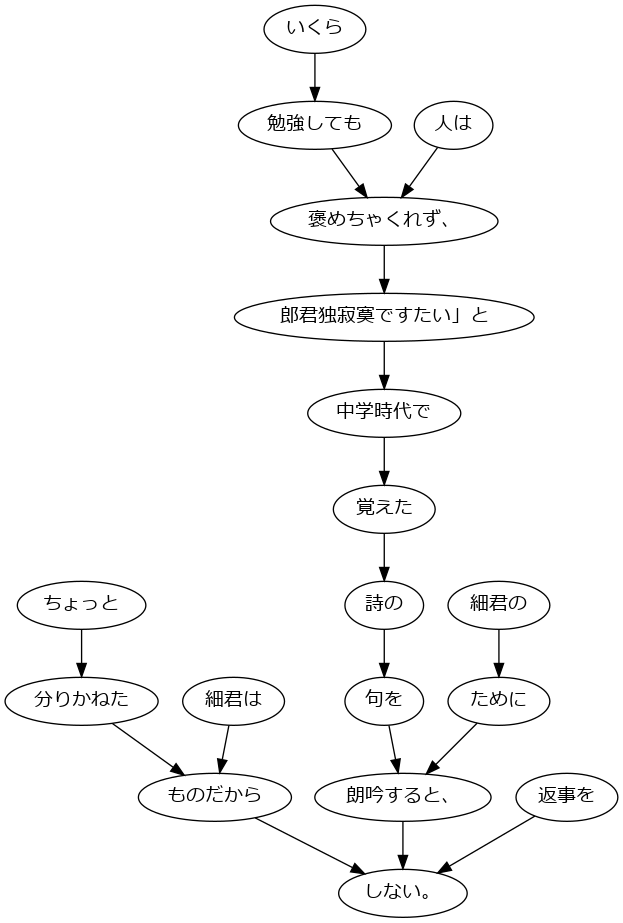 いくら
勉強しても
人は
褒めちゃくれず、
郎君独寂寞ですたい」と
中学時代で
覚えた
ちょっと
詩の
細君の
分りかねた
細君は
句を
ために
ものだから
朗吟すると、
返事を
しない。